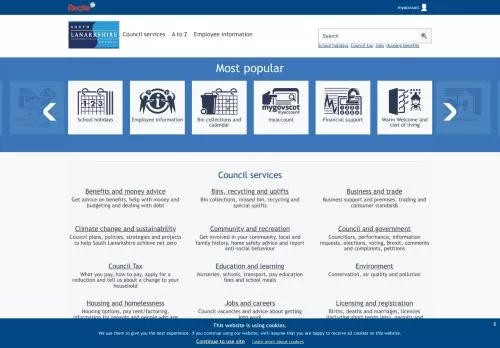 Recite
myaccount
SOUTH
LANARKSHIRE
COUNCIL
Council services
A to Z
Employee information
Search
School holidays
Council tax
Jobs
Housing benefits
Most popular
School holidays
Employee information
Bin collections and
calendar
mygovscot
myaccount
myaccount
Financial support
Warm Welcome and
cost of living
Council services
Benefits and money advice
Get advice on benefits, help with money and
budgeting and dealing with debt
Bins, recycling and uplifts
Bin collections, missed bin, recycling and
special uplifts
Business and trade
Business support and premises, trading and
consumer standards
Climate change and sustainability
Council plans, policies, strategies and projects
to help South Lanarkshire achieve net zero
Community and recreation
Get involved in your community, local and
family history, home safety advice and report
anti-social behaviour
Council and government
Councillors, performance, information
requests, elections, voting, Brexit, comments
and complaints, petitions
Council Tax
What you pay, how to pay, apply for a
reduction and tell us about a change to your
household
Education and learning
Nurseries, schools, transport, pay education
fees and school meals
Environment
Conservation, air quality and pollution
Housing and homelessness
Housing options, pay rent/factoring,
information for tenants and people who are
Jobs and careers
Council vacancies and advice about getting
into work
Licensing and registration
Births, deaths and marriages, licences
(including short term lets), permits and
This website is using cookies.
We use them to give you the best experience. If you continue using our website, we'll assume that you are happy to receive all cookies on this website.
Continue to use site
Learn more about cookies
x